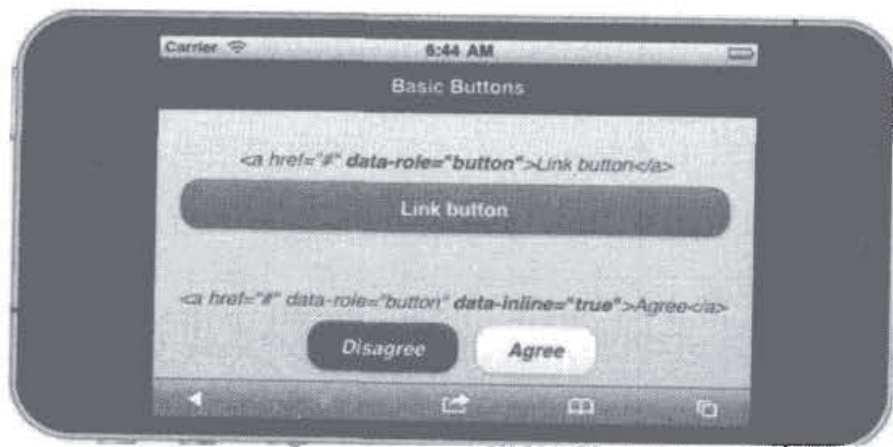 Carrier 6:44 AM
Basic Buttons
<a href="#" data-role="button">Link button</a>
Link button
<a href="#" data-role="button" data-inline="true">Agree</a>
Disagree Agree